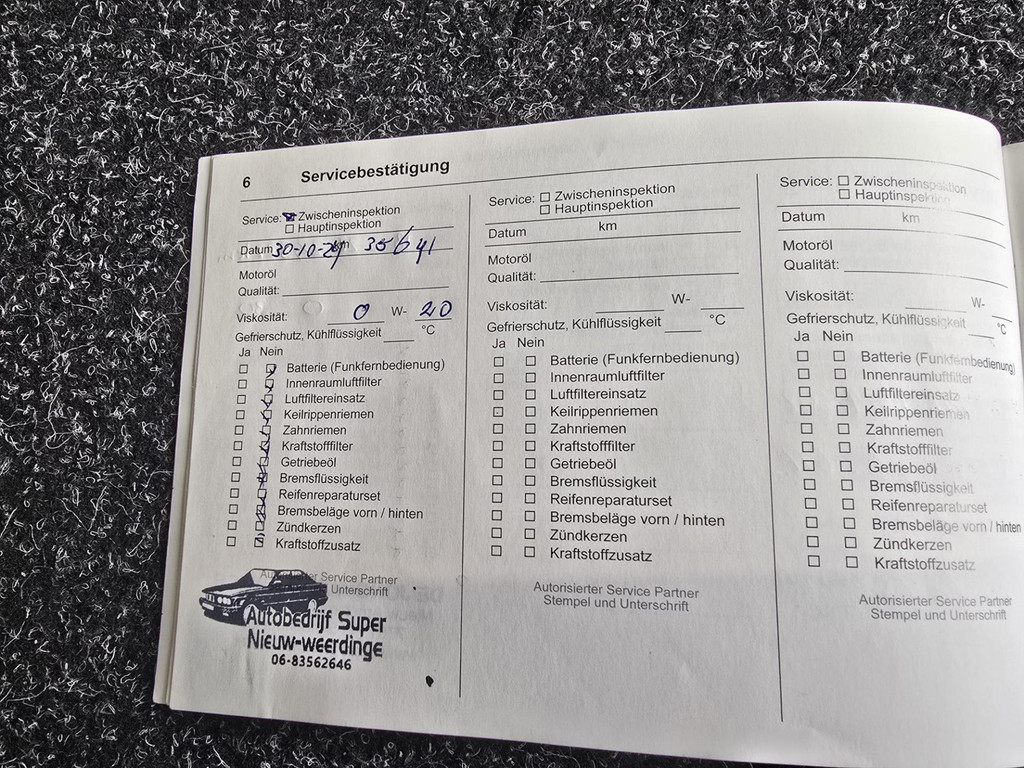 6 Servicebestätigung
Service: Zwischeninspektion
Hauptinspektion
Datum 30-10-24 km 35641
Motoröl
Qualität:
Viskosität: 0 W- 20
Gefrierschutz, Kühlflüssigkeit °C
Ja Nein
Batterie (Funkfernbedienung)
Innenraumluftfilter
Luftfiltereinsatz
Keilrippenriemen
Zahnriemen
Kraftstofffilter
Getriebeöl
Bremsflüssigkeit
Reifenreparaturset
Bremsbeläge vorn / hinten
Zündkerzen
Kraftstoffzusatz
Service Partner
Unterschrift
Autobedrijf Super
Nieuw-weerdinge
06-83562646
Service: Zwischeninspektion
Hauptinspektion
Datum km
Motoröl
Qualität:
Viskosität: W-
Gefrierschutz, Kühlflüssigkeit °C
Ja Nein
Batterie (Funkfernbedienung)
Innenraumluftfilter
Luftfiltereinsatz
Keilrippenriemen
Zahnriemen
Kraftstofffilter
Getriebeöl
Bremsflüssigkeit
Reifenreparaturset
Bremsbeläge vorn / hinten
Zündkerzen
Kraftstoffzusatz
Autorisierter Service Partner
Stempel und Unterschrift
Service: Zwischeninspektion
Hauptinspektion
Datum km
Motoröl
Qualität:
Viskosität: W-
Gefrierschutz, Kühlflüssigkeit °C
Ja Nein
Batterie (Funkfernbedienung)
Innenraumluftfilter
Luftfiltereinsatz
Keilrippenriemen
Zahnriemen
Kraftstofffilter
Getriebeöl
Bremsflüssigkeit
Reifenreparaturset
Bremsbeläge vorn / hinten
Zündkerzen
Kraftstoffzusatz
Autorisierter Service Partner
Stempel und Unterschrift